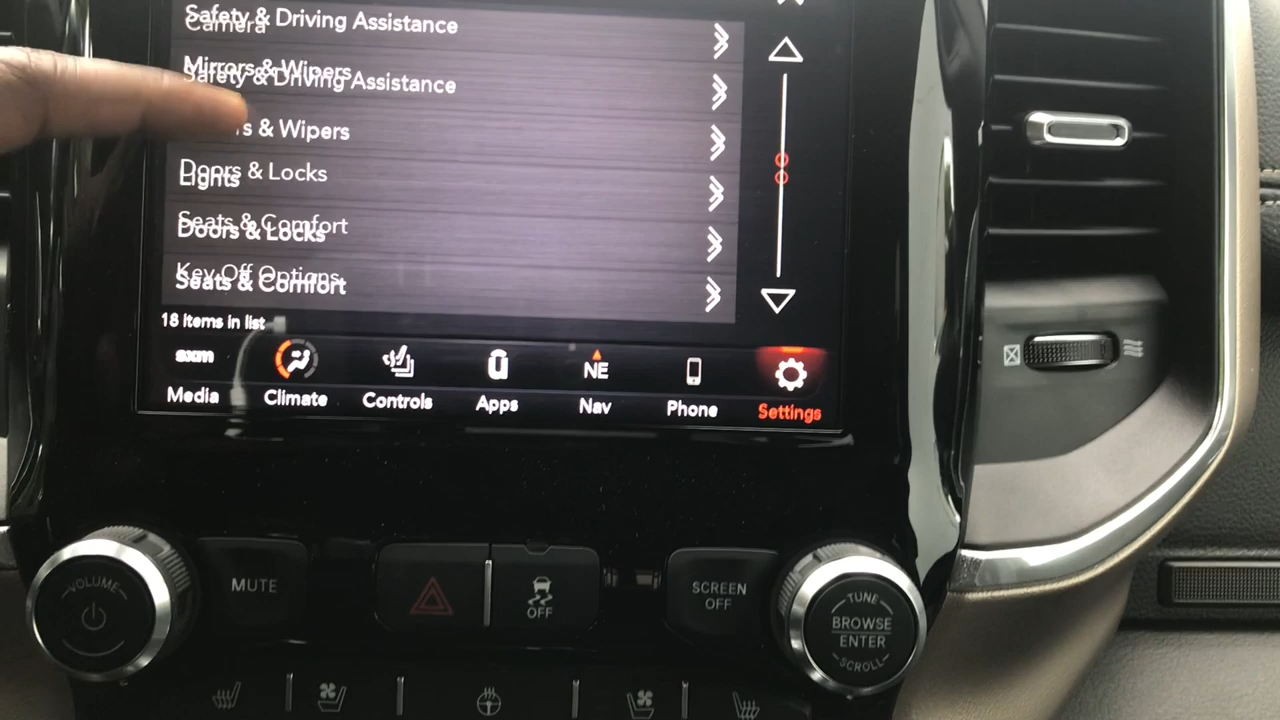 Safety & Driving Assistance
Camera
Mirrors & Wipers
Safety & Driving Assistance
rs & Wipers
Doors & Locks
Lights
Seats & Comfort
Doors & Locks
Key Off Options
Seats & Comfort
18 items in list
sxm
NE
Media
Climate
Controls
Apps
Nav
Phone
Settings
VOLUME
MUTE
OFF
SCREEN
OFF
TUNE
BROWSE
ENTER
SCROLL